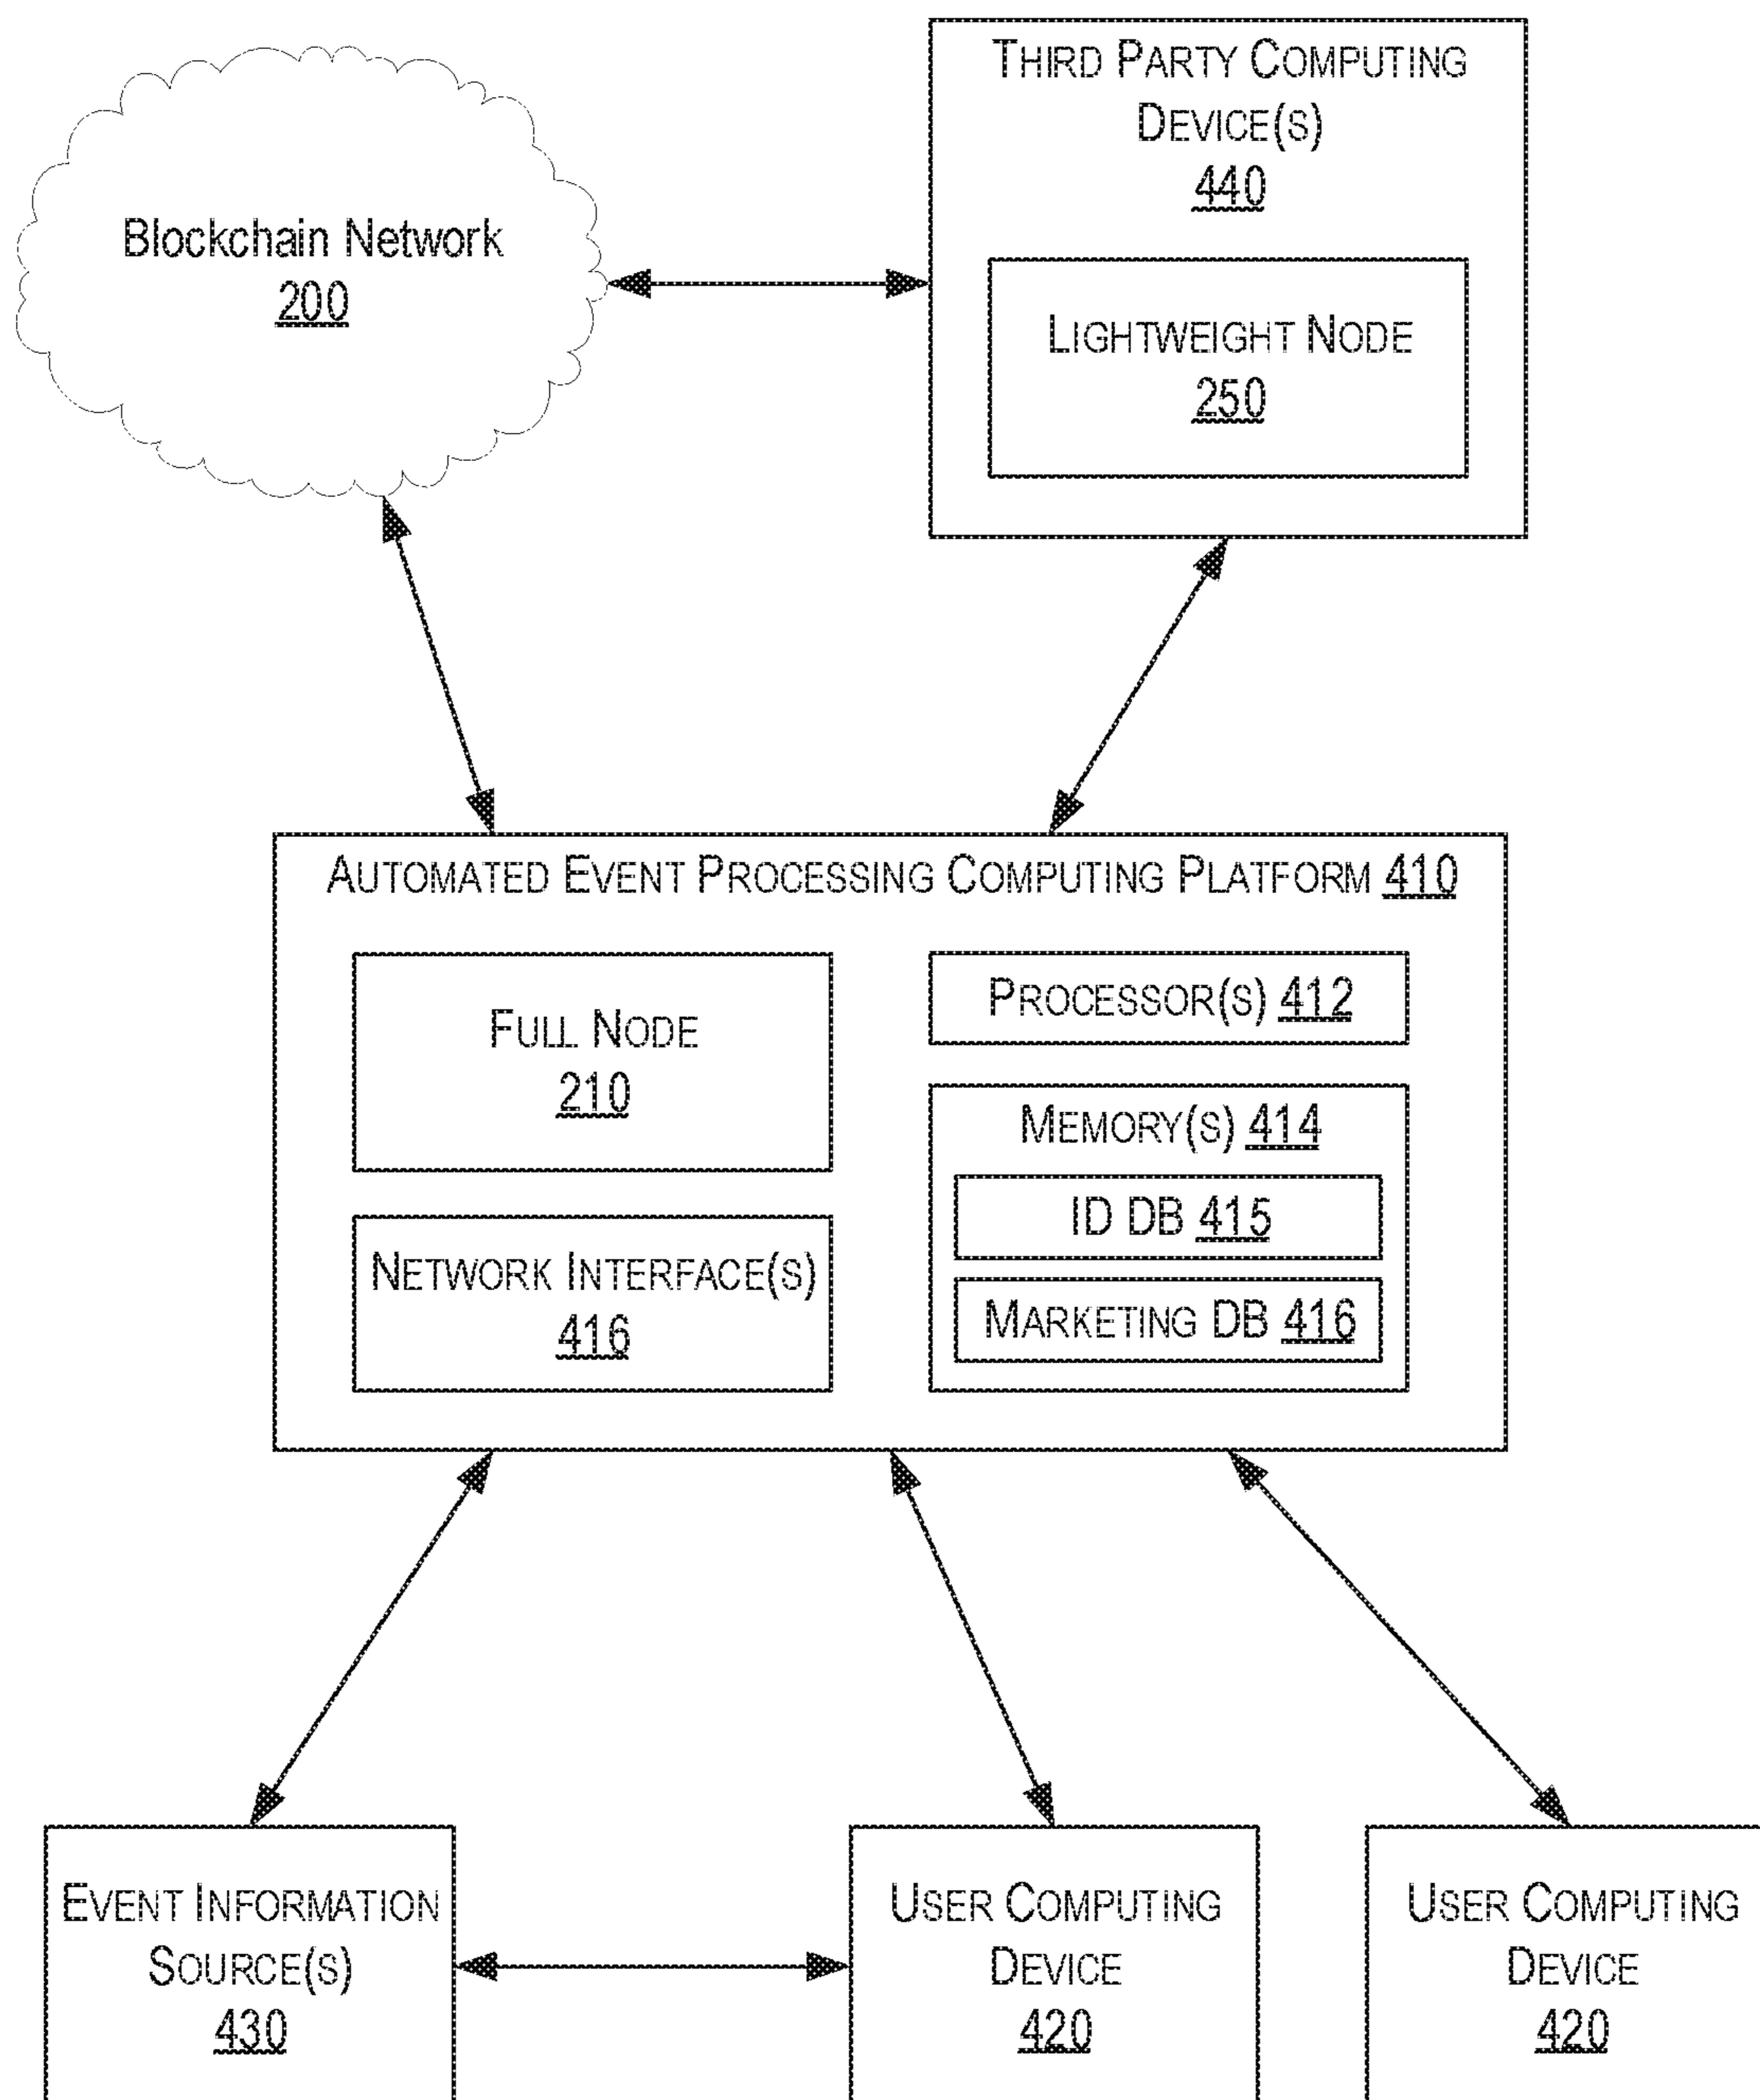 Blockchain Network
200
THIRD PARTY COMPUTING
DEVICE(S)
440
LIGHTWEIGHT NODE
250
AUTOMATED EVENT PROCESSING COMPUTING PLATFORM 410
FULL NODE
210
NETWORK INTERFACE(S)
416
PROCESSOR(S) 412
MEMORY(S) 414
ID DB 415
MARKETING DB 416
EVENT INFORMATION
SOURCE(S)
430
USER COMPUTING
DEVICE
420
USER COMPUTING
DEVICE
420